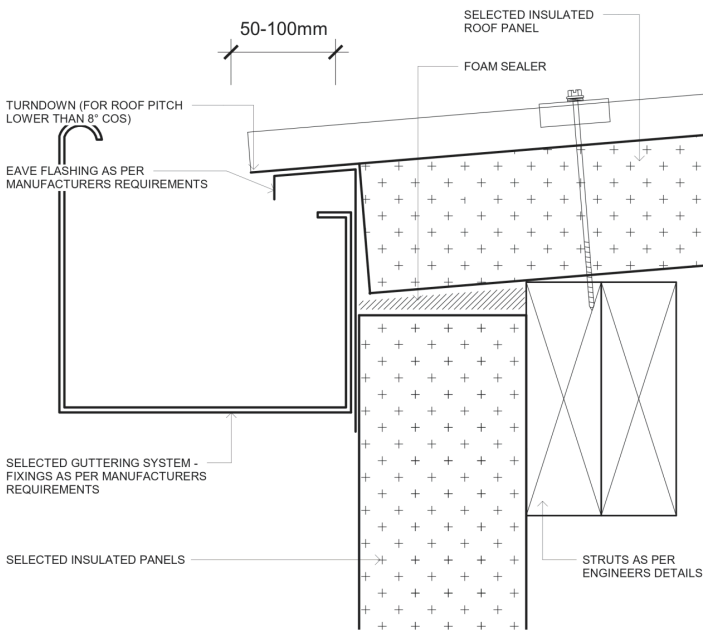 SELECTED INSULATED
ROOF PANEL
50-100mm
FOAM SEALER
TURNDOWN (FOR ROOF PITCH
LOWER THAN 8° COS)
EAVE FLASHING AS PER
MANUFACTURERS REQUIREMENTS
SELECTED GUTTERING SYSTEM -
FIXINGS AS PER MANUFACTURERS
REQUIREMENTS
SELECTED INSULATED PANELS
STRUTS AS PER
ENGINEERS DETAILS